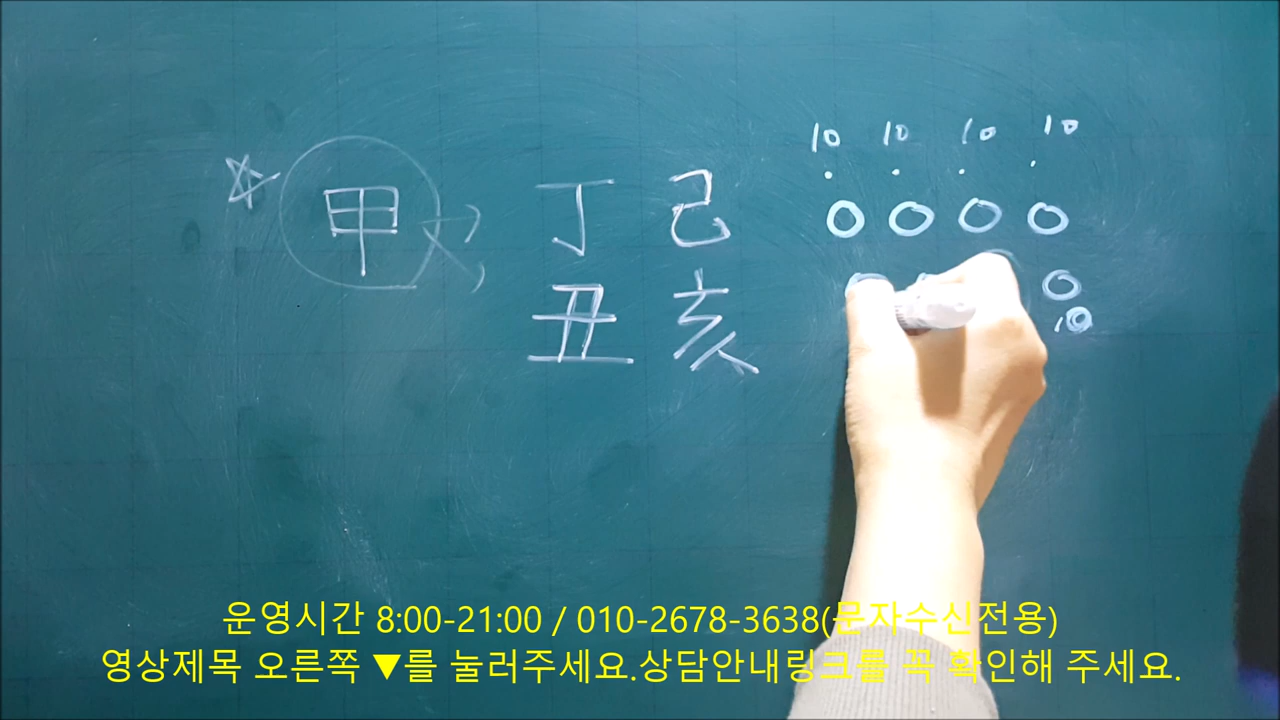 10 10 10 10
甲 丁 己
○ ○ ○ ○
丑 亥
○
10
운영시간 8:00-21:00 / 010-2678-3638(문자수신전용)
영상제목 오른쪽 ▼를 눌러주세요.상담안내링크를 꼭 확인해 주세요.